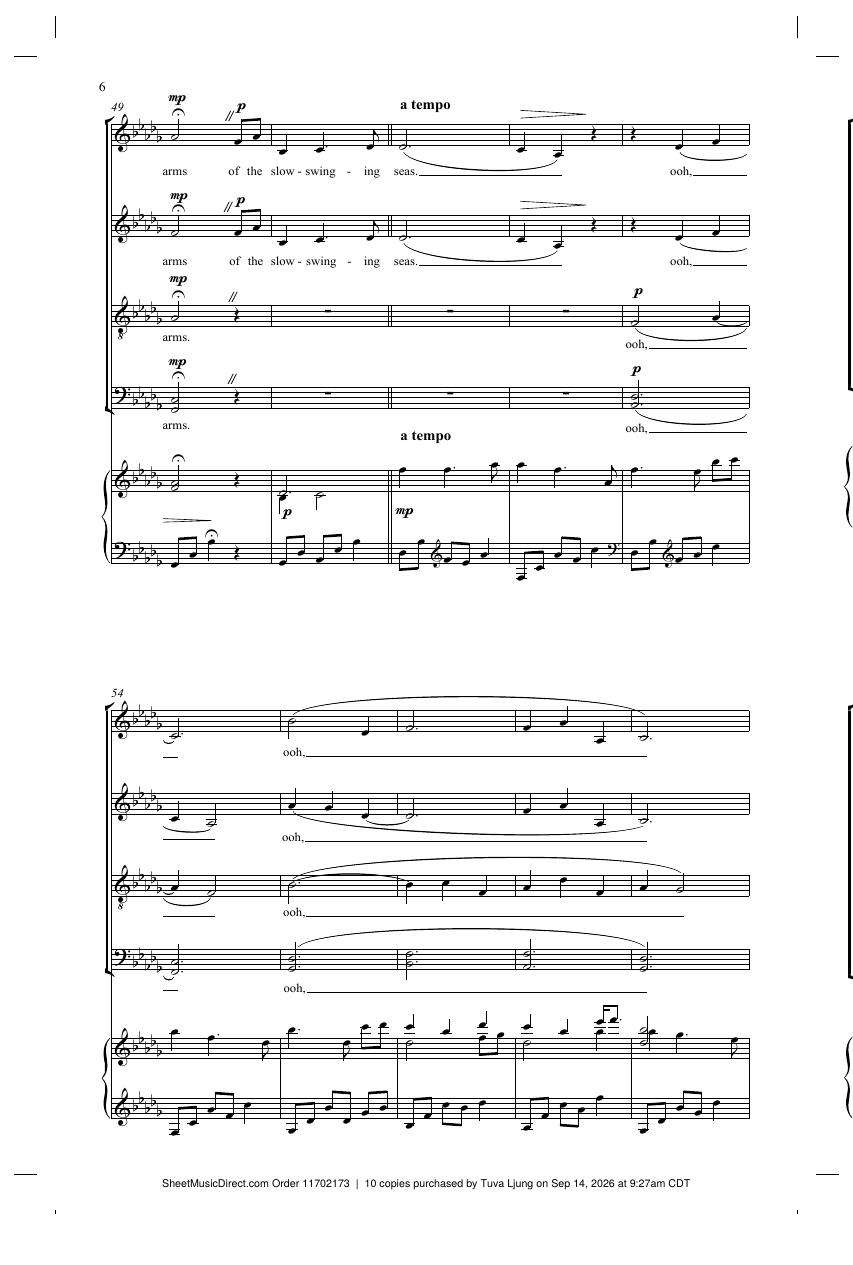 6
49
mp
p
a tempo
arms of the slow - swing - ing seas. ooh,
mp
p
arms of the slow - swing - ing seas. ooh,
mp
p
8
arms. ooh,
mp
p
arms. ooh,
a tempo
p
mp
54
ooh,
ooh,
8
ooh,
ooh,
SheetMusicDirect.com Order 11702173 | 10 copies purchased by Tuva Ljung on Sep 14, 2026 at 9:27am CDT